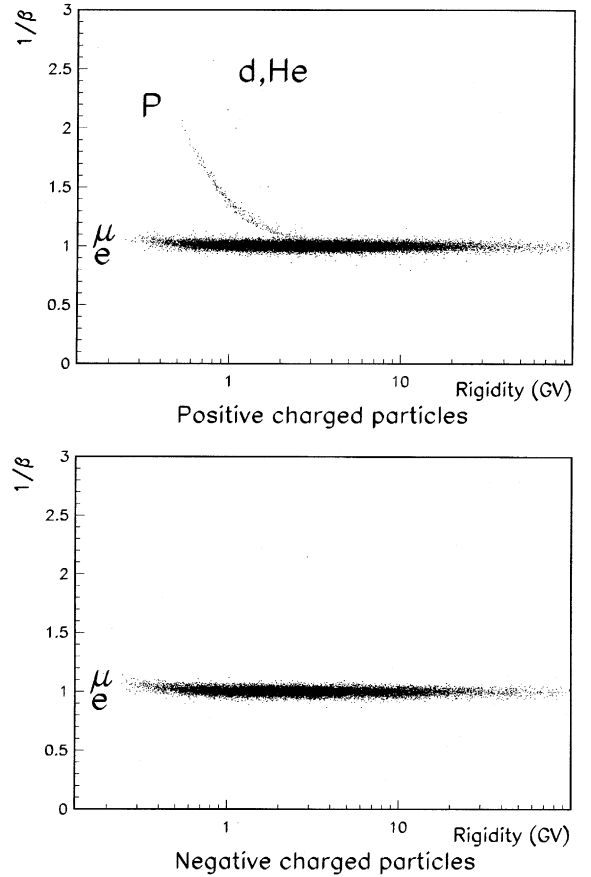 1/β
3
2.5
d,He
P
2
1.5
μ
1
e
0.5
0
1
10
Rigidity (GV)
Positive charged particles
1/β
3
2.5
2
1.5
μ
1
e
0.5
0
1
10
Rigidity (GV)
Negative charged particles